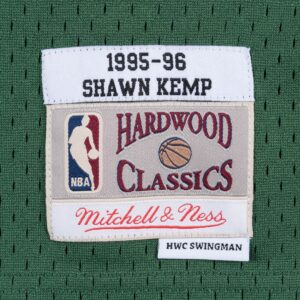 1995-96
SHAWN KEMP
NBA
HARDWOOD
CLASSICS
Mitchell & Ness
HWC SWINGMAN